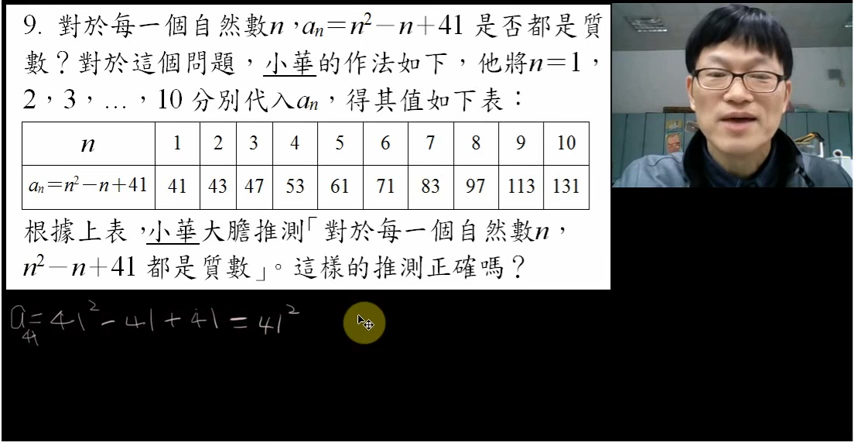 9. 對於每一個自然數n，aₙ=n²−n+41 是否都是質
數？對於這個問題，小華的作法如下，他將n=1，
2，3，…，10 分別代入aₙ，得其值如下表：
n 1 2 3 4 5 6 7 8 9 10
aₙ=n²−n+41 41 43 47 53 61 71 83 97 113 131
根據上表，小華大膽推測「對於每一個自然數n，
n²−n+41 都是質數」。這樣的推測正確嗎？
a₄₁=41²−41+41=41²